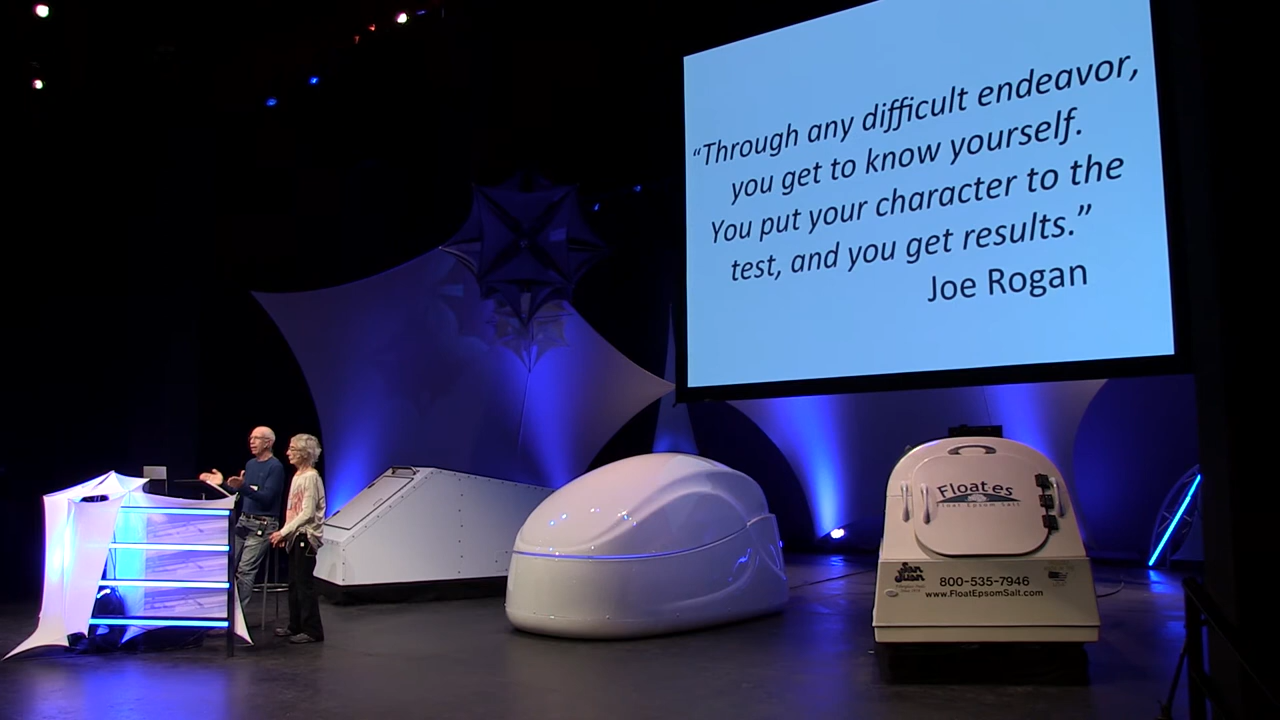 “Through any difficult endeavor,
you get to know yourself.
You put your character to the
test, and you get results.”
Joe Rogan
Float-es
Float Epsom Salt
San
Juan
800-535-7946
www.FloatEpsomSalt.com